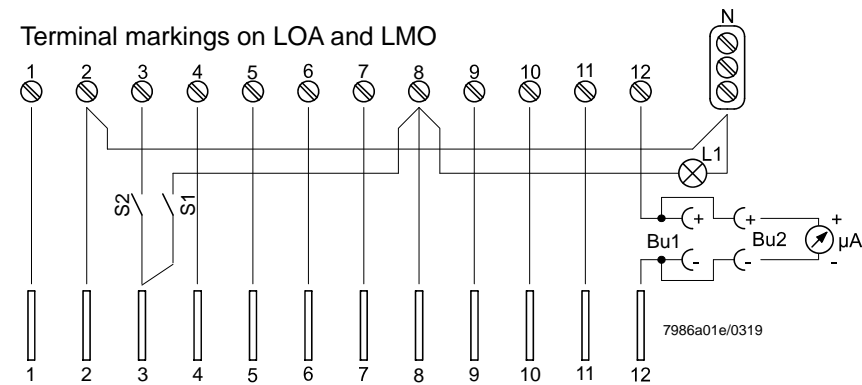 N
Terminal markings on LOA and LMO
1 2 3 4 5 6 7 8 9 10 11 12
L1
S2 S1
+ + +
Bu1 Bu2 µA
- - -
7986a01e/0319
1 2 3 4 5 6 7 8 9 10 11 12